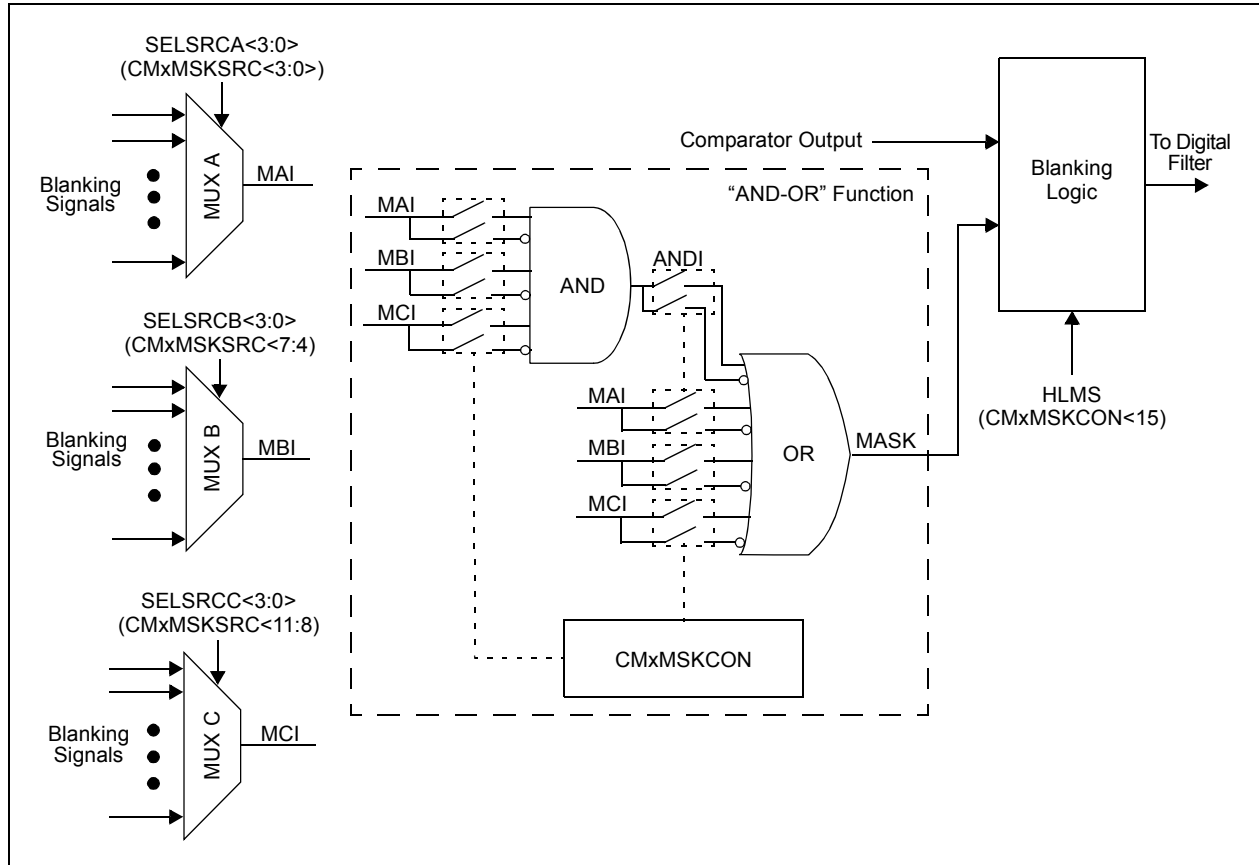 SELSRCA<3:0>
(CMxMSKSRC<3:0>)
Blanking
Signals
MUX A
MAI
SELSRCB<3:0>
(CMxMSKSRC<7:4)
Blanking
Signals
MUX B
MBI
SELSRCC<3:0>
(CMxMSKSRC<11:8)
Blanking
Signals
MUX C
MCI
"AND-OR" Function
MAI
MBI
MCI
AND
ANDI
MAI
MBI
MCI
OR
MASK
CMxMSKCON
Comparator Output
Blanking
Logic
To Digital
Filter
HLMS
(CMxMSKCON<15)